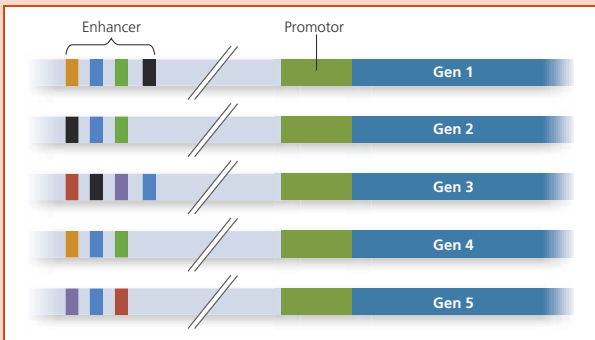 Enhancer Promotor
Gen 1
Gen 2
Gen 3
Gen 4
Gen 5